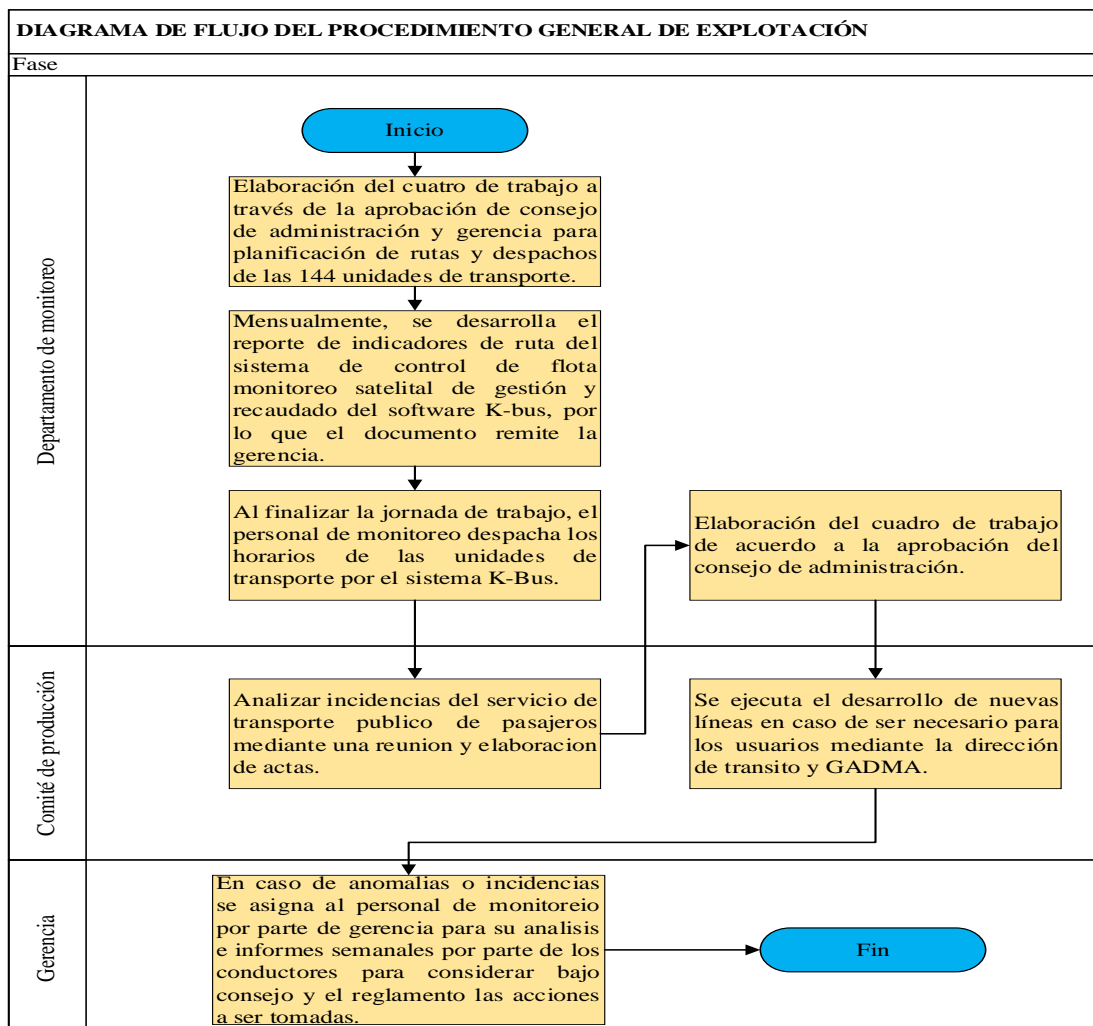 DIAGRAMA DE FLUJO DEL PROCEDIMIENTO GENERAL DE EXPLOTACIÓN
Fase
Departamento de monitoreo
Inicio
Elaboración del cuatro de trabajo a
través de la aprobación de consejo
de administración y gerencia para
planificación de rutas y despachos
de las 144 unidades de transporte.
Mensualmente, se desarrolla el
reporte de indicadores de ruta del
sistema de control de flota
monitoreo satelital de gestión y
recaudado del software K-bus, por
lo que el documento remite la
gerencia.
Al finalizar la jornada de trabajo, el
personal de monitoreo despacha los
horarios de las unidades de
transporte por el sistema K-Bus.
Elaboración del cuadro de trabajo
de acuerdo a la aprobación del
consejo de administración.
Comité de producción
Analizar incidencias del servicio de
transporte publico de pasajeros
mediante una reunion y elaboracion
de actas.
Se ejecuta el desarrollo de nuevas
líneas en caso de ser necesario para
los usuarios mediante la dirección
de transito y GADMA.
Gerencia
En caso de anomalias o incidencias
se asigna al personal de monitoreio
por parte de gerencia para su analisis
e informes semanales por parte de los
conductores para considerar bajo
consejo y el reglamento las acciones
a ser tomadas.
Fin